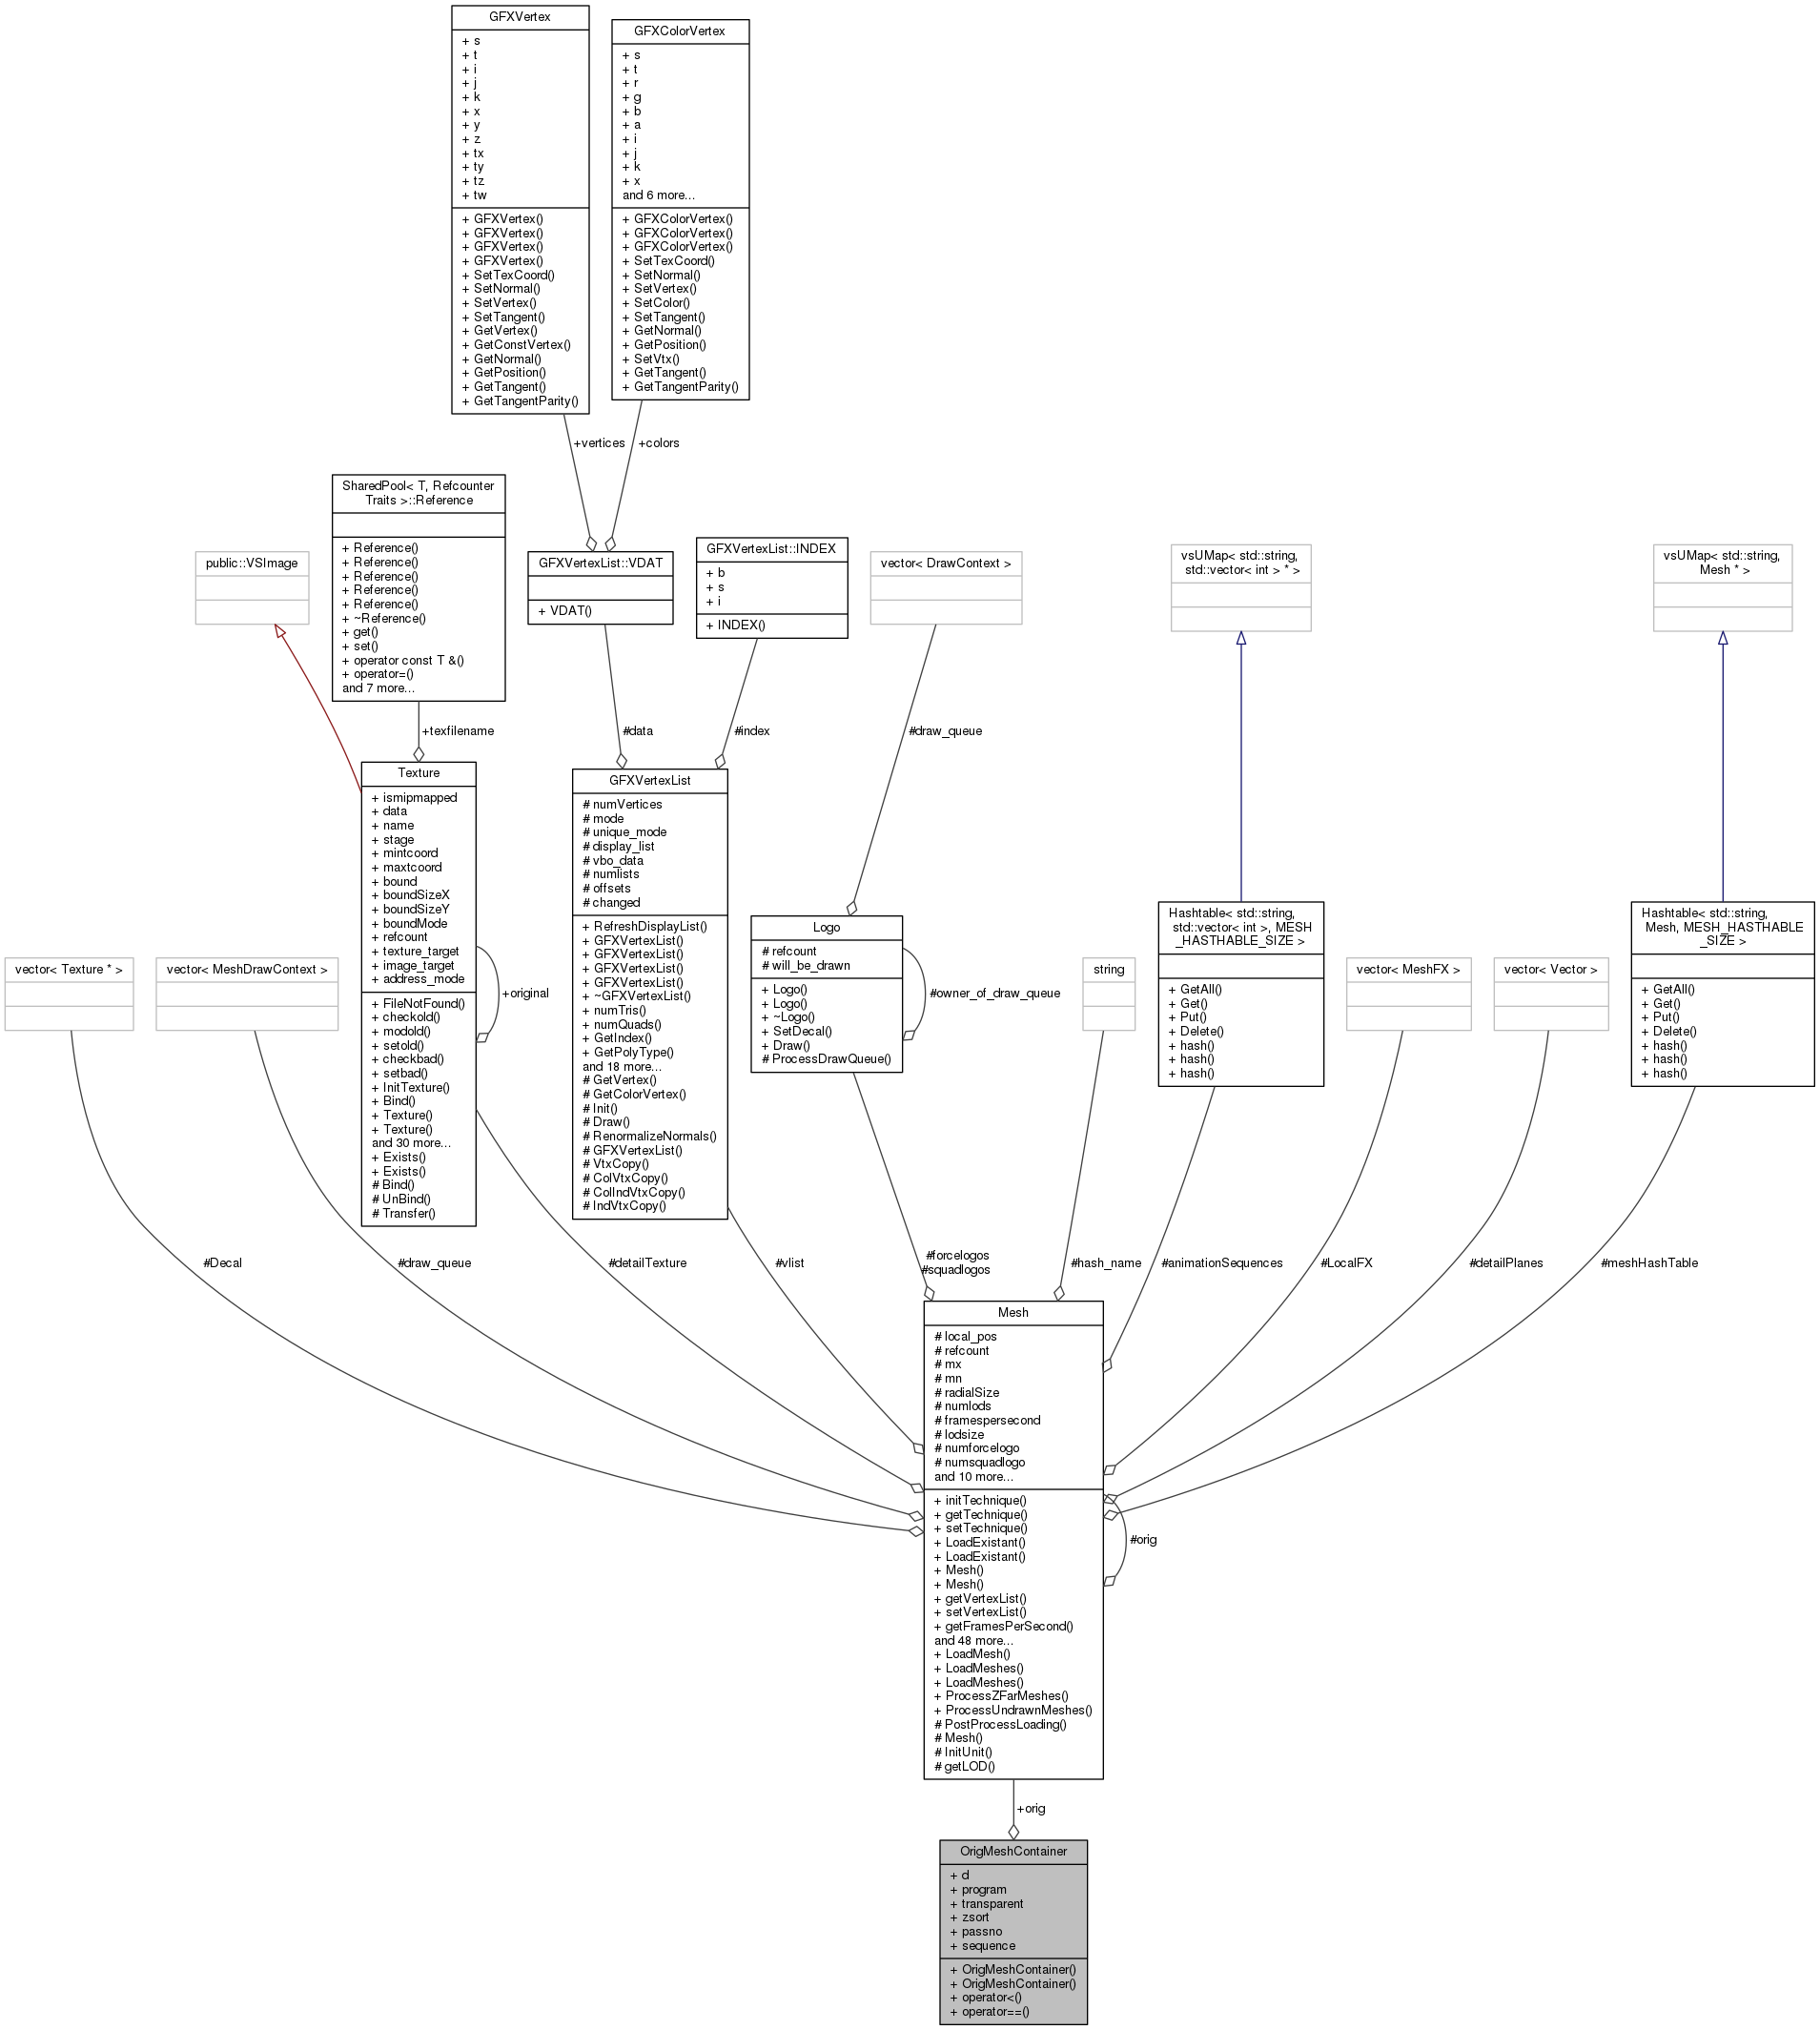 GFXVertex
+ s
+ t
+ i
+ j
+ k
+ x
+ y
+ z
+ tx
+ ty
+ tz
+ tw
+ GFXVertex()
+ GFXVertex()
+ GFXVertex()
+ GFXVertex()
+ SetTexCoord()
+ SetNormal()
+ SetVertex()
+ SetTangent()
+ GetVertex()
+ GetConstVertex()
+ GetNormal()
+ GetPosition()
+ GetTangent()
+ GetTangentParity()
GFXColorVertex
+ s
+ t
+ r
+ g
+ b
+ a
+ i
+ j
+ k
+ x
and 6 more...
+ GFXColorVertex()
+ GFXColorVertex()
+ GFXColorVertex()
+ SetTexCoord()
+ SetNormal()
+ SetVertex()
+ SetColor()
+ SetTangent()
+ GetNormal()
+ GetPosition()
+ SetVtx()
+ GetTangent()
+ GetTangentParity()
+vertices
+colors
public::VSImage
SharedPool< T, Refcounter
Traits >::Reference
+ Reference()
+ Reference()
+ Reference()
+ Reference()
+ Reference()
+ ~Reference()
+ get()
+ set()
+ operator const T &()
+ operator=()
and 7 more...
GFXVertexList::VDAT
+ VDAT()
GFXVertexList::INDEX
+ b
+ s
+ i
+ INDEX()
vector< DrawContext >
vsUMap< std::string,
std::vector< int > * >
vsUMap< std::string,
Mesh * >
+texfilename
#data
#index
#draw_queue
Texture
+ ismipmapped
+ data
+ name
+ stage
+ mintcoord
+ maxtcoord
+ bound
+ boundSizeX
+ boundSizeY
+ boundMode
+ refcount
+ texture_target
+ image_target
+ address_mode
+ FileNotFound()
+ checkold()
+ modold()
+ setold()
+ checkbad()
+ setbad()
+ InitTexture()
+ Bind()
+ Texture()
+ Texture()
and 30 more...
+ Exists()
+ Exists()
# Bind()
# UnBind()
# Transfer()
+original
GFXVertexList
# numVertices
# mode
# unique_mode
# display_list
# vbo_data
# numlists
# offsets
# changed
+ RefreshDisplayList()
+ GFXVertexList()
+ GFXVertexList()
+ GFXVertexList()
+ GFXVertexList()
+ ~GFXVertexList()
+ numTris()
+ numQuads()
+ GetIndex()
+ GetPolyType()
and 18 more...
# GetVertex()
# GetColorVertex()
# Init()
# Draw()
# RenormalizeNormals()
# GFXVertexList()
# VtxCopy()
# ColVtxCopy()
# ColIndVtxCopy()
# IndVtxCopy()
Logo
# refcount
# will_be_drawn
+ Logo()
+ Logo()
+ ~Logo()
+ SetDecal()
+ Draw()
# ProcessDrawQueue()
#owner_of_draw_queue
vector< Texture * >
vector< MeshDrawContext >
string
Hashtable< std::string,
std::vector< int >, MESH
_HASTHABLE_SIZE >
+ GetAll()
+ Get()
+ Put()
+ Delete()
+ hash()
+ hash()
+ hash()
vector< MeshFX >
vector< Vector >
Hashtable< std::string,
Mesh, MESH_HASTHABLE
_SIZE >
+ GetAll()
+ Get()
+ Put()
+ Delete()
+ hash()
+ hash()
+ hash()
#Decal
#draw_queue
#detailTexture
#vlist
#forcelogos
#squadlogos
#hash_name
#animationSequences
#LocalFX
#detailPlanes
#meshHashTable
Mesh
# local_pos
# refcount
# mx
# mn
# radialSize
# numlods
# framespersecond
# lodsize
# numforcelogo
# numsquadlogo
and 10 more...
+ initTechnique()
+ getTechnique()
+ setTechnique()
+ LoadExistant()
+ LoadExistant()
+ Mesh()
+ Mesh()
+ getVertexList()
+ setVertexList()
+ getFramesPerSecond()
and 48 more...
+ LoadMesh()
+ LoadMeshes()
+ LoadMeshes()
+ ProcessZFarMeshes()
+ ProcessUndrawnMeshes()
# PostProcessLoading()
# Mesh()
# InitUnit()
# getLOD()
#orig
+orig
OrigMeshContainer
+ d
+ program
+ transparent
+ zsort
+ passno
+ sequence
+ OrigMeshContainer()
+ OrigMeshContainer()
+ operator<()
+ operator==()